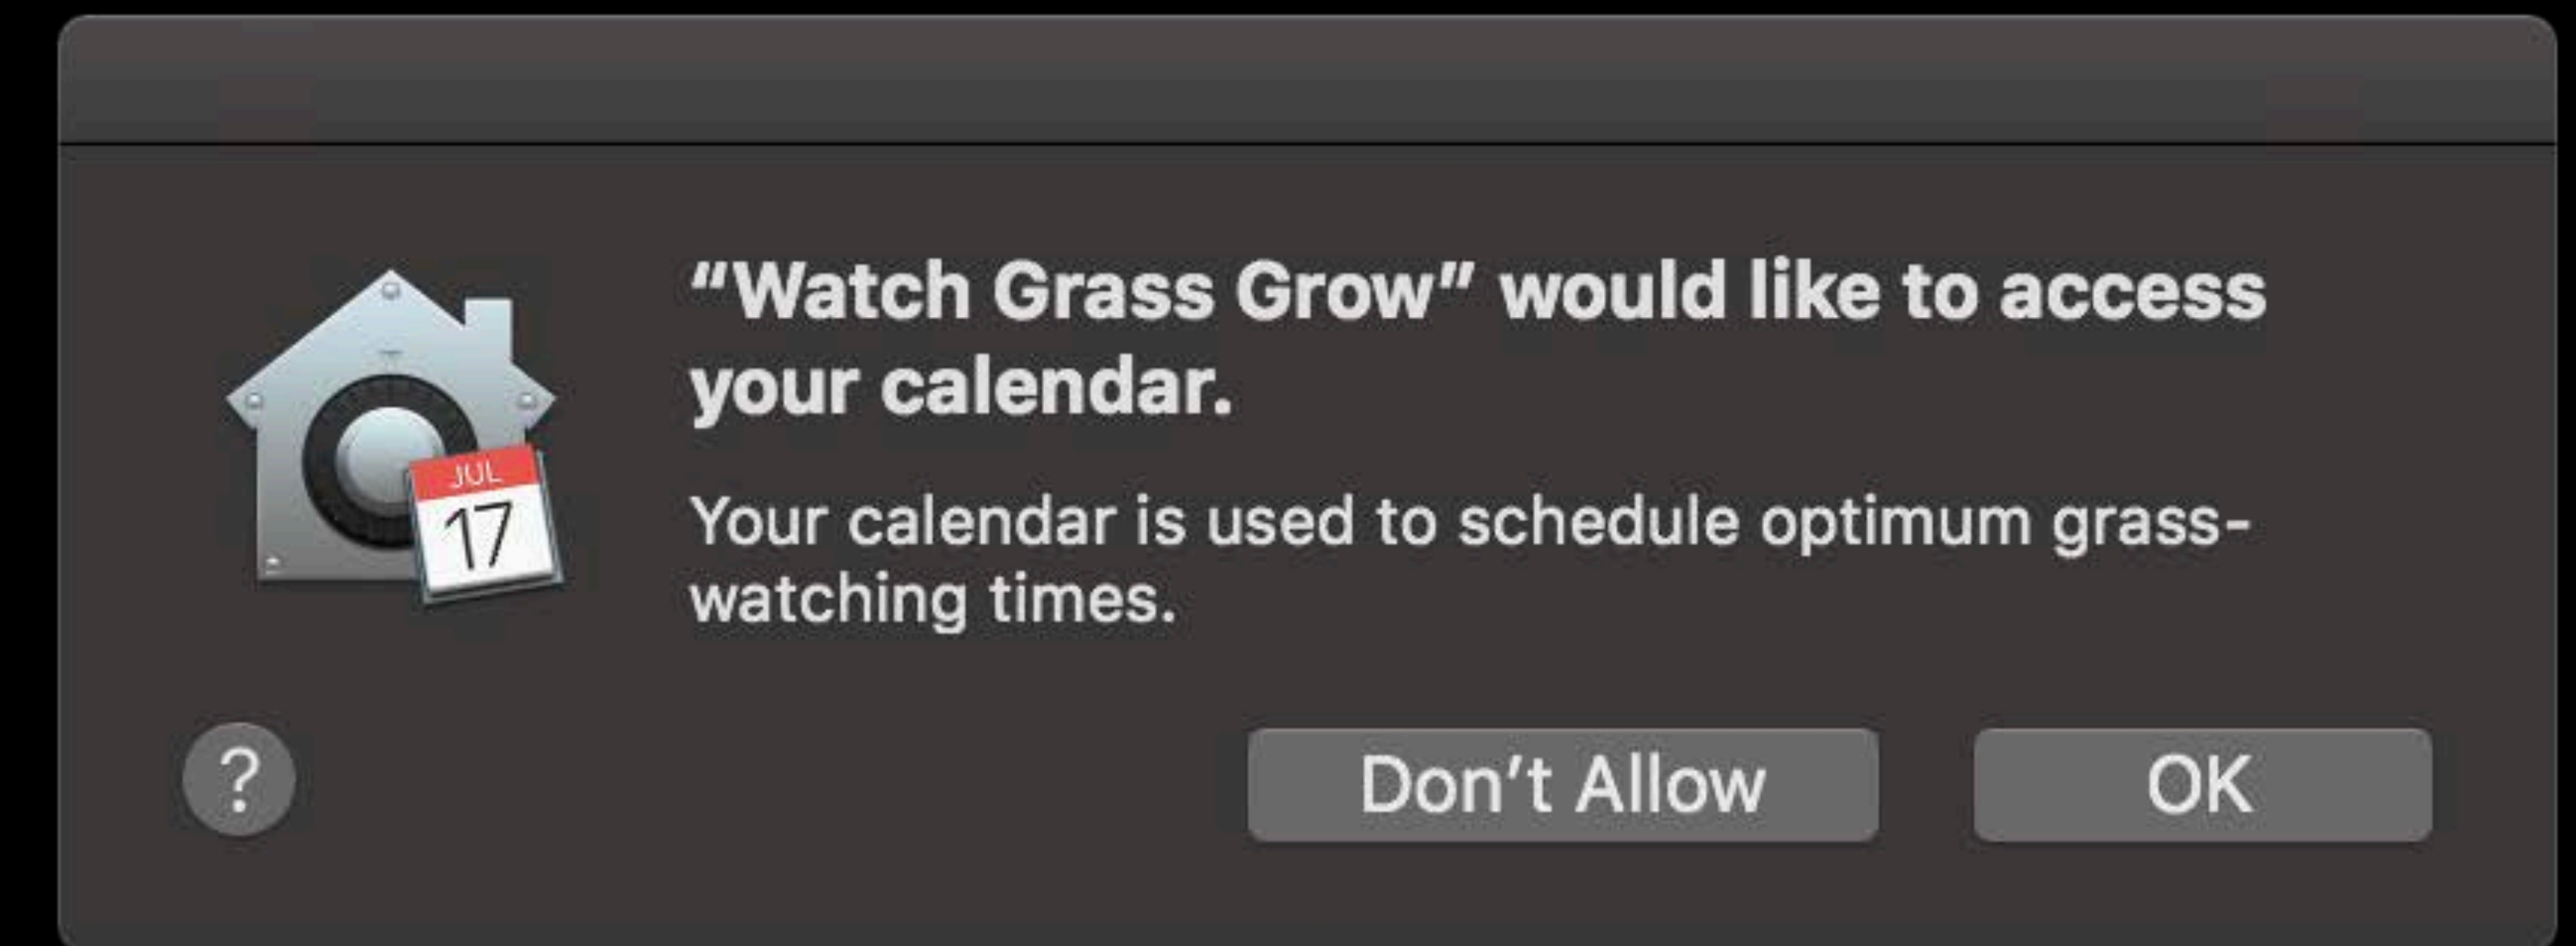 “Watch Grass Grow” would like to access
your calendar.
JUL
17
Your calendar is used to schedule optimum grass-
watching times.
?
Don’t Allow
OK